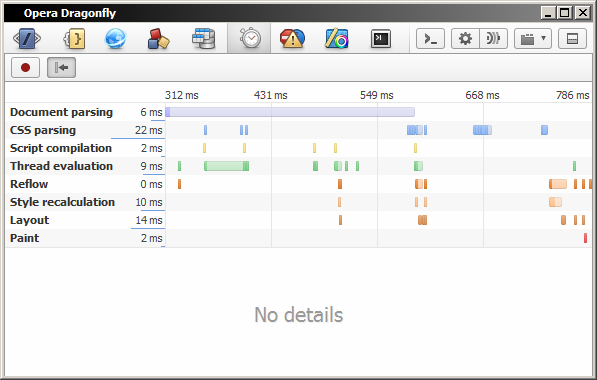 Opera Dragonfly
312 ms 431 ms 549 ms 668 ms 786 ms
Document parsing 6 ms
CSS parsing 22 ms
Script compilation 2 ms
Thread evaluation 9 ms
Reflow 0 ms
Style recalculation 10 ms
Layout 14 ms
Paint 2 ms
No details